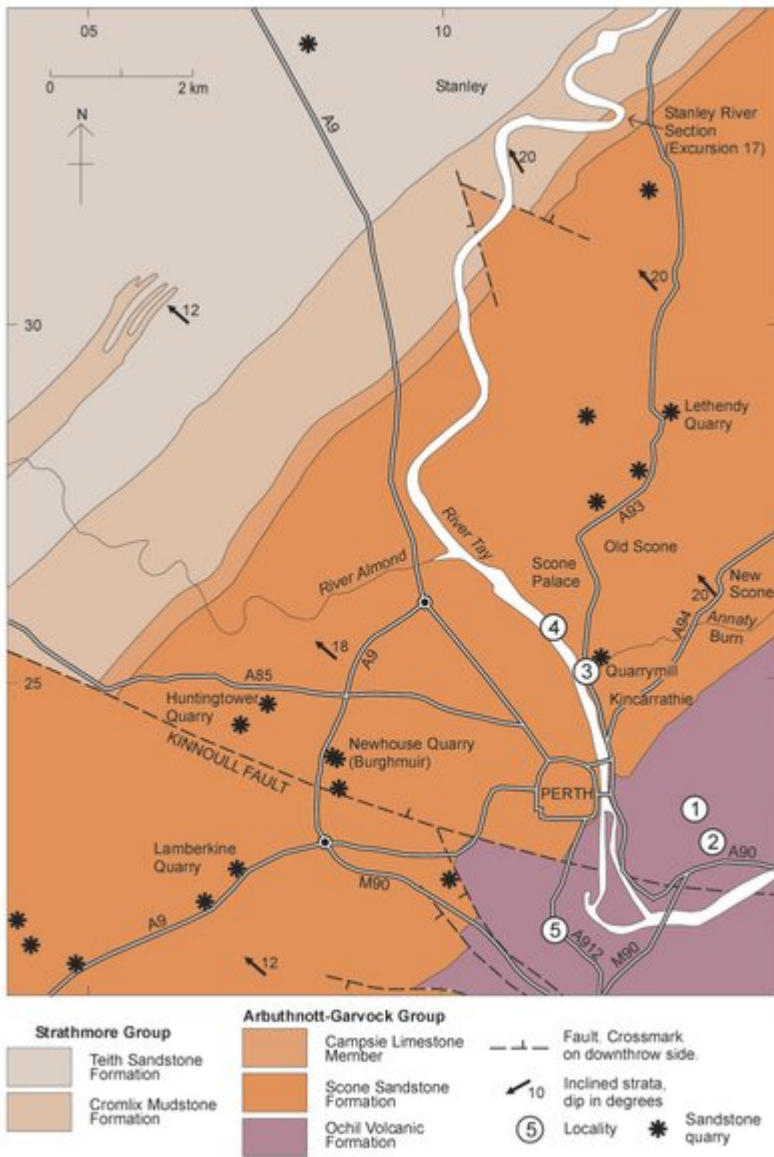 05
10
0
2 km
N
A9
Stanley
Stanley River
Section
(Excursion 17)
20
20
12
30
Lethendy
Quarry
A93
River Tay
Old Scone
Scone
Palace
River Almond
New
Scone
20
A94
Annaty
Burn
4
3
Quarrymill
Kincarrathie
18
A9
A85
25
Huntingtower
Quarry
KINNOULL FAULT
Newhouse Quarry
(Burghmuir)
PERTH
1
2
A90
Lamberkine
Quarry
M90
A9
5
A912
M90
12
Strathmore Group
Teith Sandstone
Formation
Cromlix Mudstone
Formation
Arbuthnott-Garvock Group
Campsie Limestone
Member
Scone Sandstone
Formation
Ochil Volcanic
Formation
Fault. Crossmark
on downthrow side.
10
Inclined strata,
dip in degrees
5
Locality
Sandstone
quarry